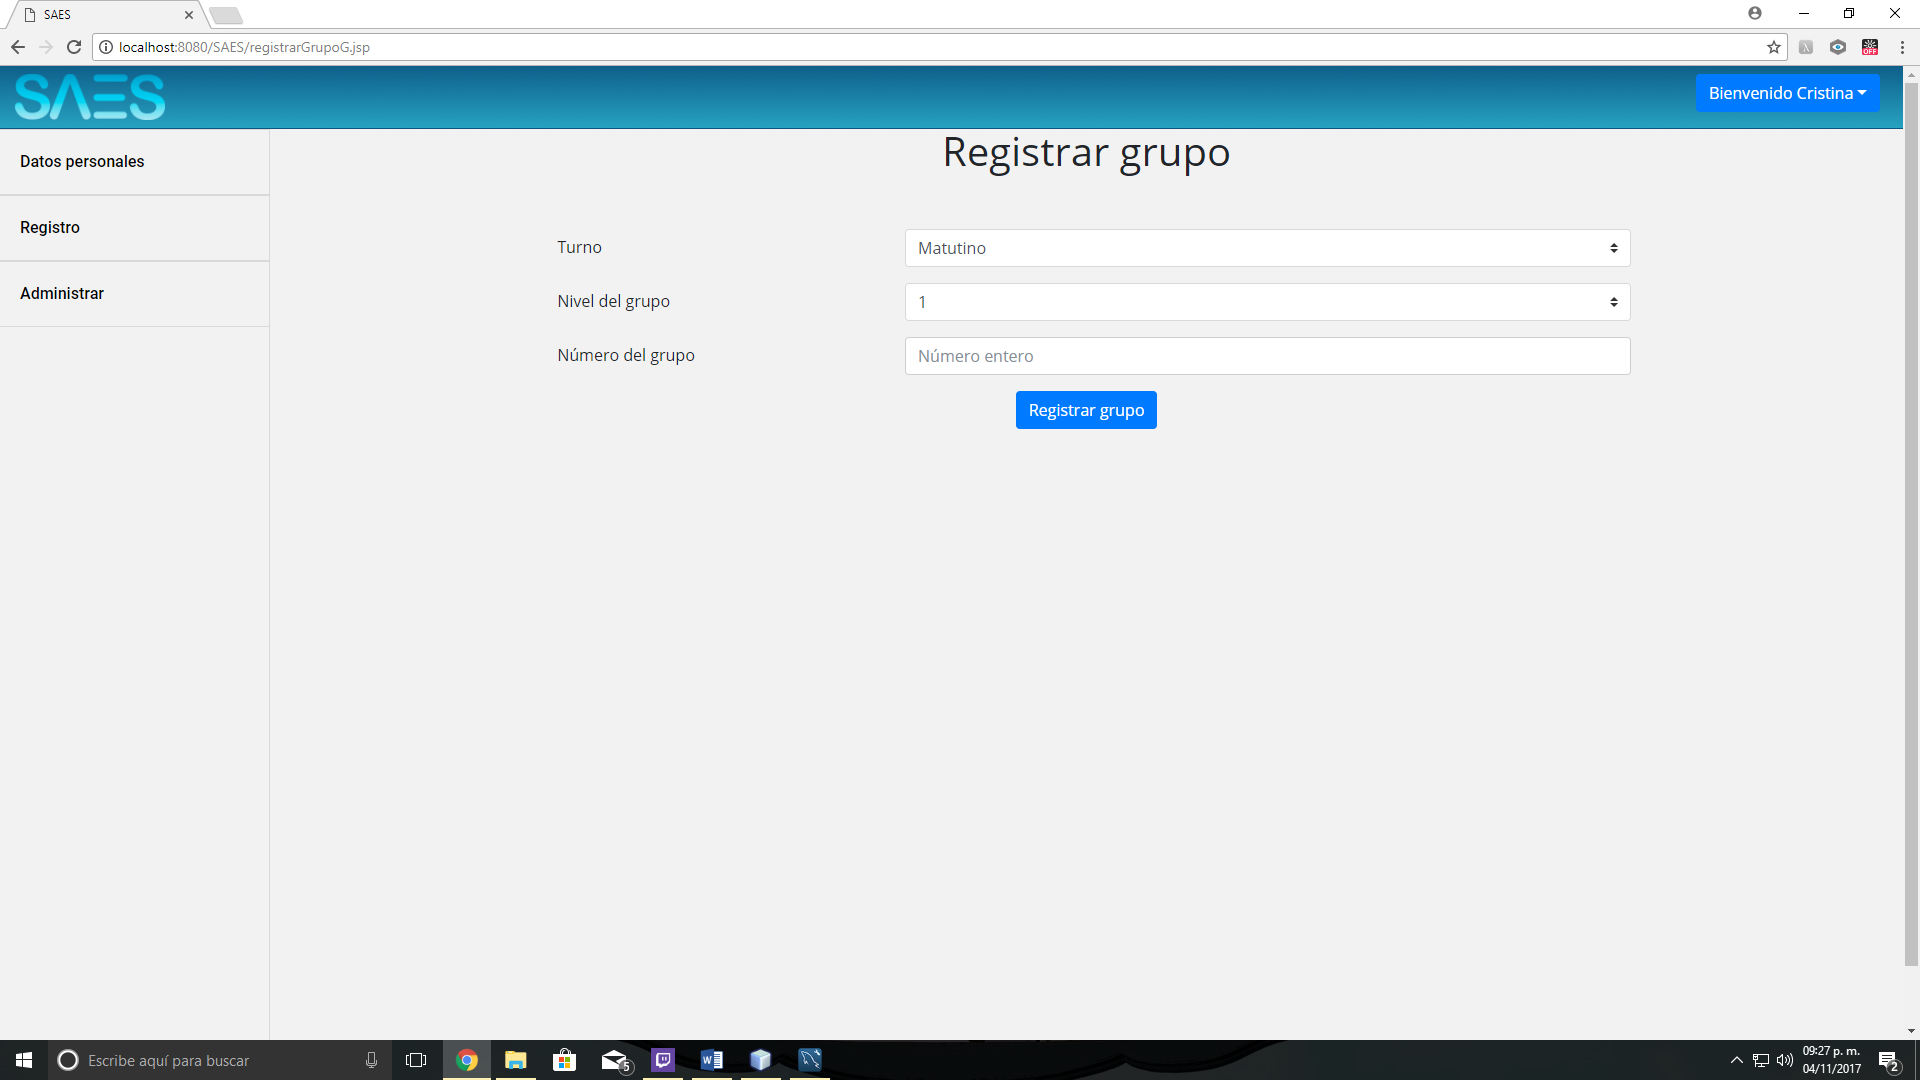 SAES
localhost:8080/SAES/registrarGrupoG.jsp
OFF
SAES
Bienvenido Cristina
Datos personales
Registro
Administrar
Registrar grupo
Turno
Matutino
Nivel del grupo
1
Número del grupo
Número entero
Registrar grupo
Escribe aquí para buscar
5
W
09:27 p. m.
04/11/2017
2